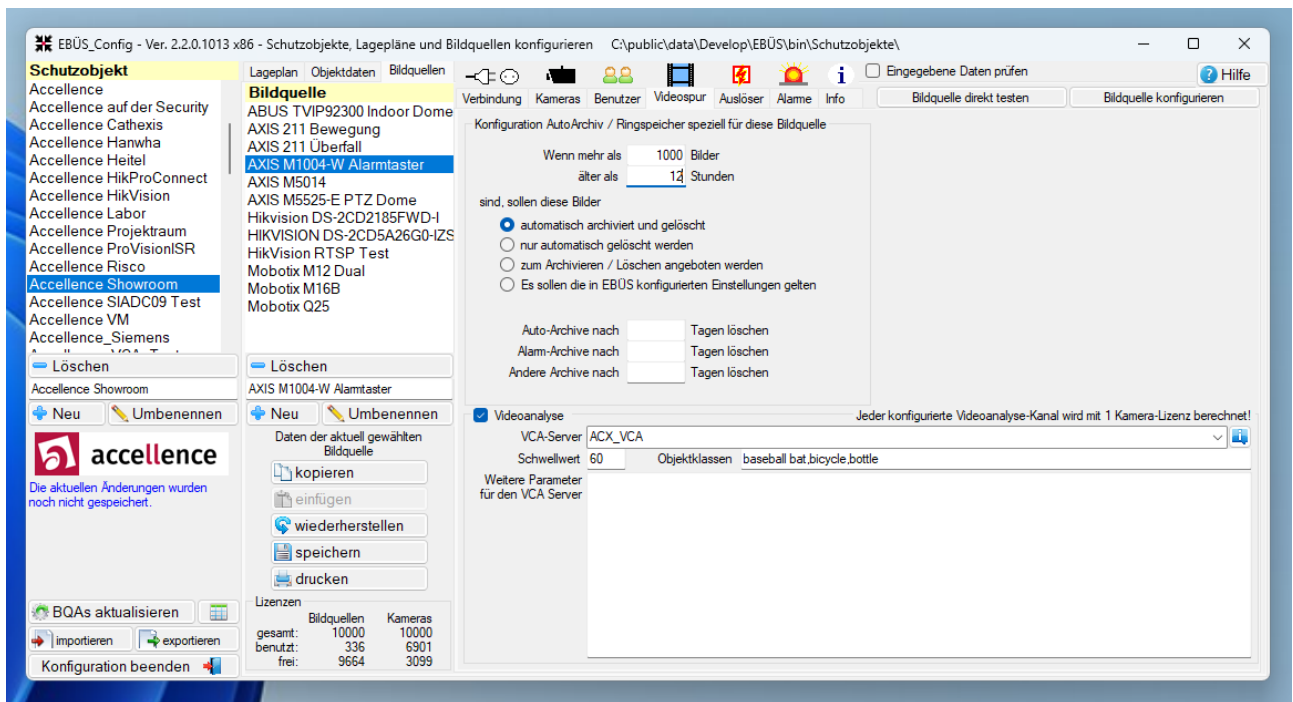 EBÜS_Config - Ver. 2.2.0.1013 x86 - Schutzobjekte, Lagepläne und Bildquellen konfigurieren C:\public\data\Develop\EBÜS\bin\Schutzobjekte\
Schutzobjekt
Accellence
Accellence auf der Security
Accellence Cathexis
Accellence Hanwha
Accellence Heitel
Accellence HikProConnect
Accellence HikVision
Accellence Labor
Accellence Projektraum
Accellence ProVisionISR
Accellence Risco
Accellence Showroom
Accellence SIADC09 Test
Accellence VM
Accellence_Siemens
Löschen
Accellence Showroom
Neu Umbenennen
accellence
Die aktuellen Änderungen wurden
noch nicht gespeichert.
BQAs aktualisieren
importieren exportieren
Konfiguration beenden
Lageplan Objektdaten Bildquellen
Bildquelle
ABUS TVIP92300 Indoor Dome
AXIS 211 Bewegung
AXIS 211 Überfall
AXIS M1004-W Alarmtaster
AXIS M5014
AXIS M5525-E PTZ Dome
Hikvision DS-2CD2185FWD-I
HIKVISION DS-2CD5A26G0-IZS
HikVision RTSP Test
Mobotix M12 Dual
Mobotix M16B
Mobotix Q25
Löschen
AXIS M1004-W Alarmtaster
Neu Umbenennen
Daten der aktuell gewählten
Bildquelle
kopieren
einfügen
wiederherstellen
speichern
drucken
Lizenzen
Bildquellen Kameras
gesamt: 10000 10000
benutzt: 336 6901
frei: 9664 3099
Eingegebene Daten prüfen
Hilfe
Verbindung Kameras Benutzer Videospur Auslöser Alarme Info
Bildquelle direkt testen Bildquelle konfigurieren
Konfiguration AutoArchiv / Ringspeicher speziell für diese Bildquelle
Wenn mehr als 1000 Bilder
älter als 12 Stunden
sind, sollen diese Bilder
automatisch archiviert und gelöscht
nur automatisch gelöscht werden
zum Archivieren / Löschen angeboten werden
Es sollen die in EBÜS konfigurierten Einstellungen gelten
Auto-Archive nach Tagen löschen
Alarm-Archive nach Tagen löschen
Andere Archive nach Tagen löschen
Videoanalyse Jeder konfigurierte Videoanalyse-Kanal wird mit 1 Kamera-Lizenz berechnet!
VCA-Server ACX_VCA
Schwellwert 60 Objektklassen baseball bat,bicycle,bottle
Weitere Parameter
für den VCA Server